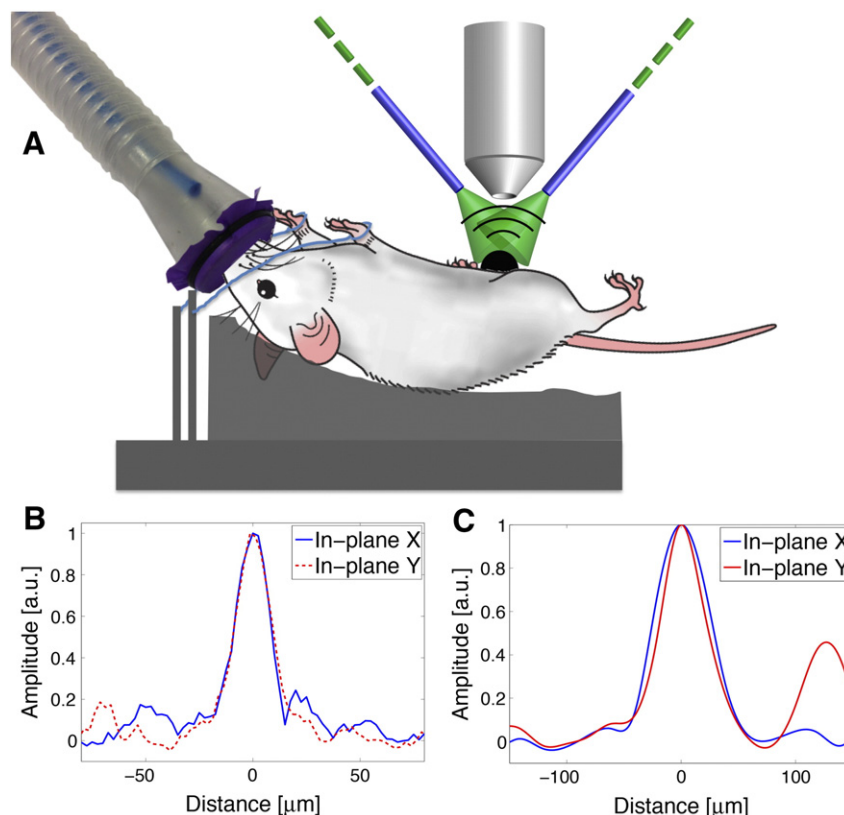 A
B
1
0.8
0.6
0.4
0.2
0
Amplitude [a.u.]
In-plane X
In-plane Y
−50
0
50
Distance [μm]
C
1
0.8
0.6
0.4
0.2
0
Amplitude [a.u.]
In-plane X
In-plane Y
−100
0
100
Distance [μm]